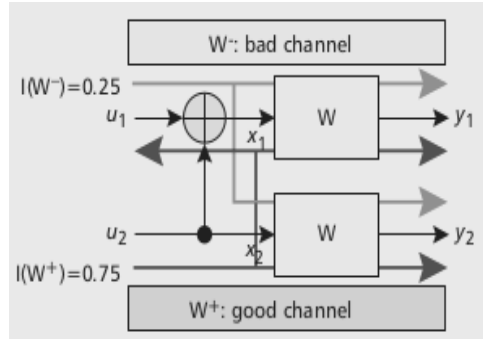 W⁻: bad channel
I(W⁻)=0.25
u₁
x₁
W
y₁
u₂
x₂
W
y₂
I(W⁺)=0.75
W⁺: good channel